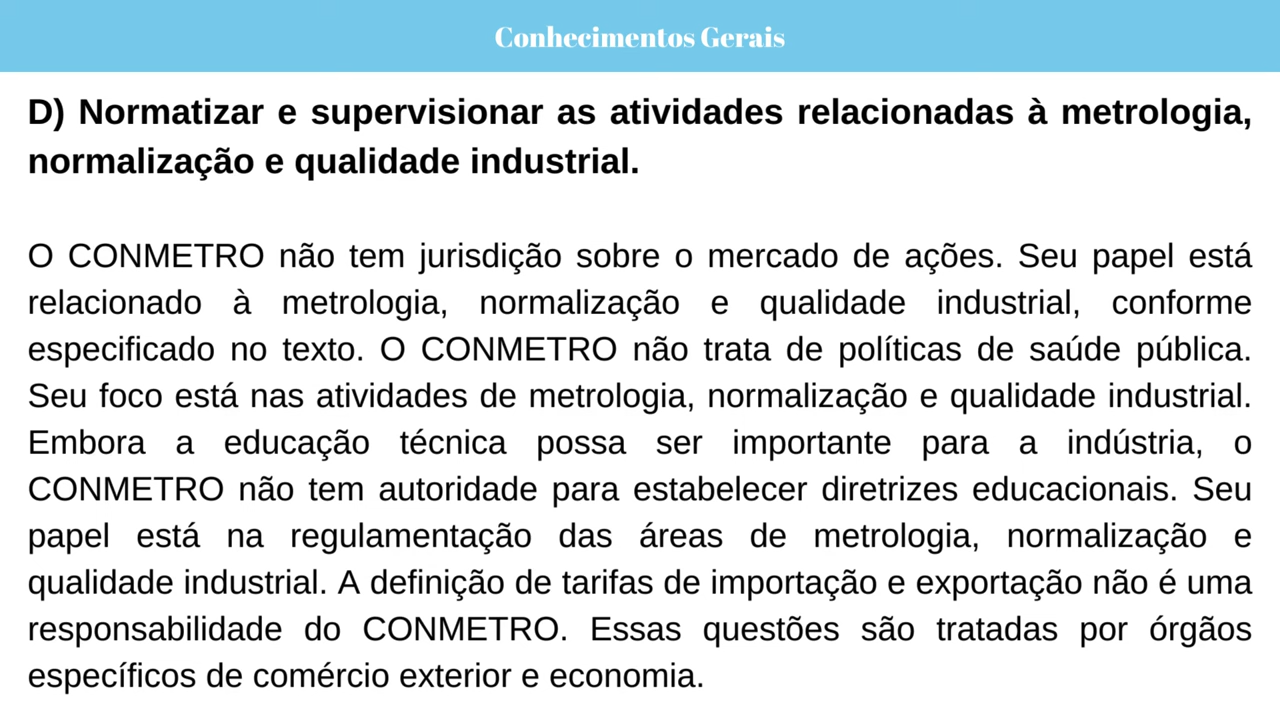 Conhecimentos Gerais
D) Normatizar e supervisionar as atividades relacionadas à metrologia,
normalização e qualidade industrial.
O CONMETRO não tem jurisdição sobre o mercado de ações. Seu papel está
relacionado à metrologia, normalização e qualidade industrial, conforme
especificado no texto. O CONMETRO não trata de políticas de saúde pública.
Seu foco está nas atividades de metrologia, normalização e qualidade industrial.
Embora a educação técnica possa ser importante para a indústria, o
CONMETRO não tem autoridade para estabelecer diretrizes educacionais. Seu
papel está na regulamentação das áreas de metrologia, normalização e
qualidade industrial. A definição de tarifas de importação e exportação não é uma
responsabilidade do CONMETRO. Essas questões são tratadas por órgãos
específicos de comércio exterior e economia.